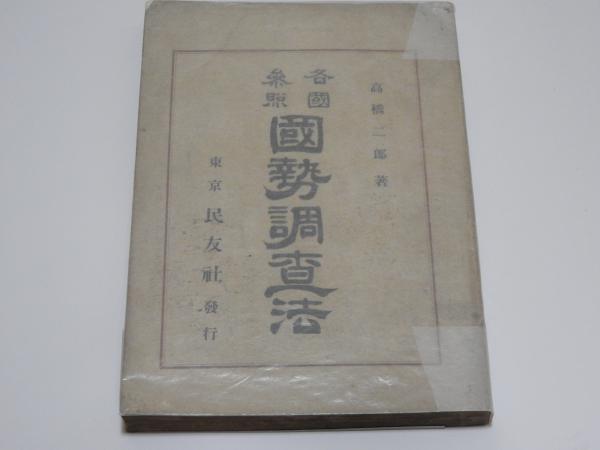 高橋二郎著
各國
參照
國勢調查法
東京 民友社發行